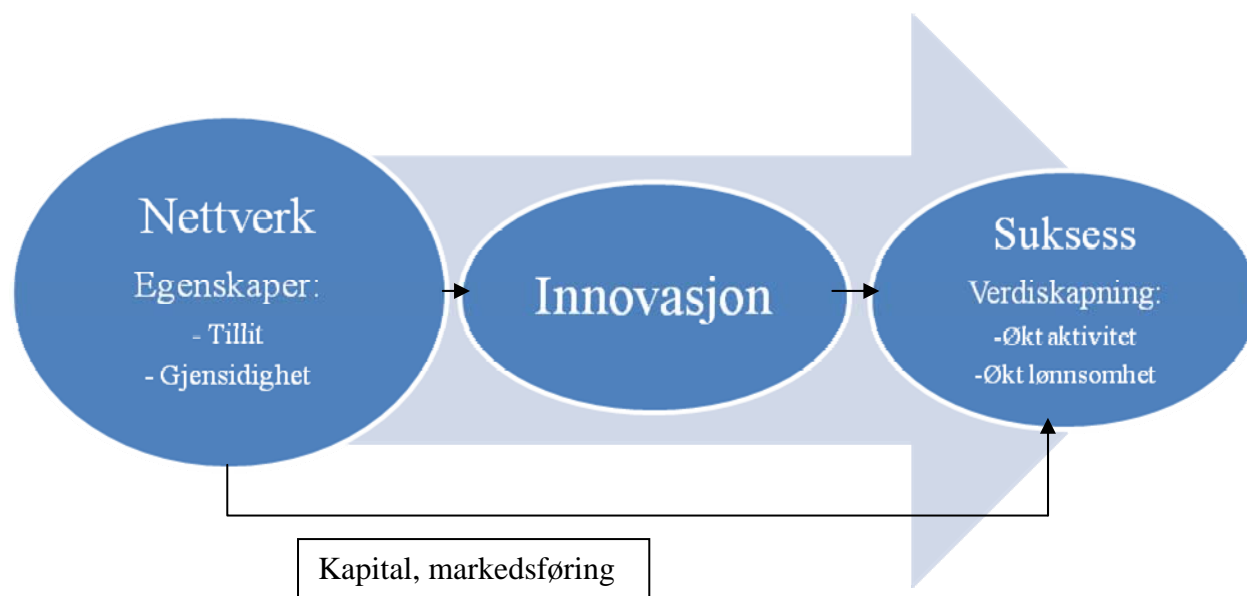 Nettverk
Egenskaper:
- Tillit
- Gjensidighet
Innovasjon
Suksess
Verdiskapning:
-Økt aktivitet
-Økt lønnsomhet
Kapital, markedsføring